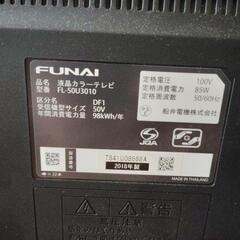 FUNAI
品名 液晶カラーテレビ
形名 FL-50U3010
区分名 DF1
受信機型サイズ 50V
年間消費電力量 98kWh/年
定格電圧 100V
定格消費電力 85W
定格周波数 50/60Hz
船井電機株式会社
JQA
2018年製
MADE IN THAILAND
警告